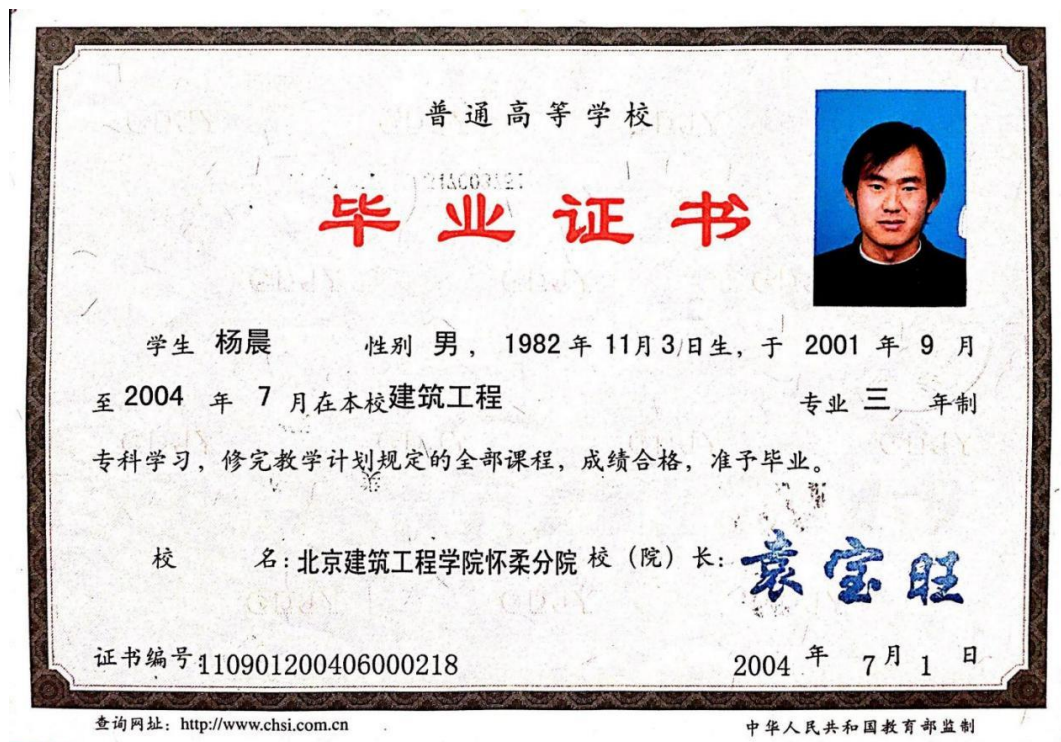 普通高等学校
毕业证书
学生 杨晨 性别 男， 1982 年 11月 3 日生，于 2001 年 9 月
至 2004 年 7 月在本校建筑工程 专业 三 年制
专科学习，修完教学计划规定的全部课程，成绩合格，准予毕业。
校 名：北京建筑工程学院怀柔分院 校（院）长：袁宝旺
证书编号：110901200406000218 2004 年 7月 1 日
查询网址：http://www.chsi.com.cn 中华人民共和国教育部监制